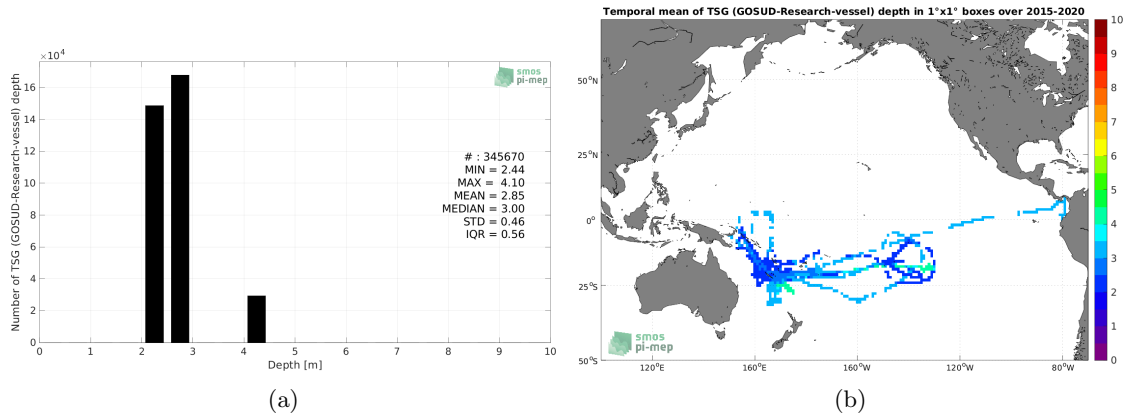 ×10⁴
Number of TSG (GOSUD-Research-vessel) depth
16
14
12
10
8
6
4
2
0
0 1 2 3 4 5 6 7 8 9 10
Depth [m]
smos
pi-mep
# : 345670
MIN = 2.44
MAX = 4.10
MEAN = 2.85
MEDIAN = 3.00
STD = 0.46
IQR = 0.56
(a)
Temporal mean of TSG (GOSUD-Research-vessel) depth in 1°x1° boxes over 2015-2020
50°N
25°N
0°
25°S
50°S
120°E 160°E 160°W 120°W 80°W
smos
pi-mep
10
9
8
7
6
5
4
3
2
1
0
(b)